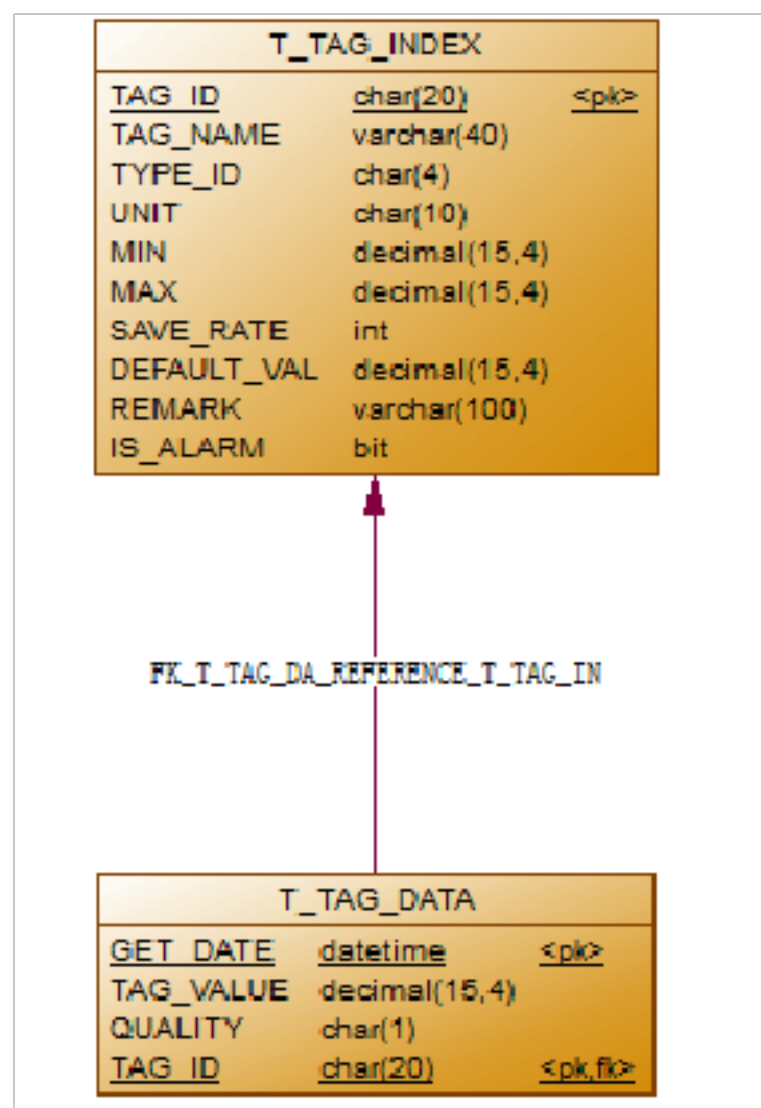 T_TAG_INDEX
TAG_ID char(20) <pk>
TAG_NAME varchar(40)
TYPE_ID char(4)
UNIT char(10)
MIN decimal(15,4)
MAX decimal(15,4)
SAVE_RATE int
DEFAULT_VAL decimal(15,4)
REMARK varchar(100)
IS_ALARM bit
FK_T_TAG_DA_REFERENCE_T_TAG_IN
T_TAG_DATA
GET_DATE datetime <pk>
TAG_VALUE decimal(15,4)
QUALITY char(1)
TAG_ID char(20) <pk,fk>